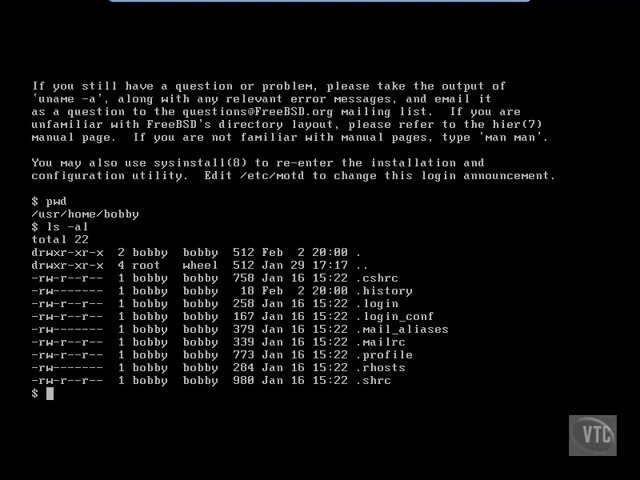 If you still have a question or problem, please take the output of
`uname -a', along with any relevant error messages, and email it
as a question to the questions@FreeBSD.org mailing list.  If you are
unfamiliar with FreeBSD's directory layout, please refer to the hier(7)
manual page.  If you are not familiar with manual pages, type `man man'.
You may also use sysinstall(8) to re-enter the installation and
configuration utility.  Edit /etc/motd to change this login announcement.
$ pwd
/usr/home/bobby
$ ls -al
total 22
drwxr-xr-x  2 bobby  bobby  512 Feb  2 20:00 .
drwxr-xr-x  4 root   wheel  512 Jan 29 17:17 ..
-rw-r--r--  1 bobby  bobby  758 Jan 16 15:22 .cshrc
-rw-------  1 bobby  bobby   18 Feb  2 20:00 .history
-rw-r--r--  1 bobby  bobby  258 Jan 16 15:22 .login
-rw-r--r--  1 bobby  bobby  167 Jan 16 15:22 .login_conf
-rw-------  1 bobby  bobby  379 Jan 16 15:22 .mail_aliases
-rw-r--r--  1 bobby  bobby  339 Jan 16 15:22 .mailrc
-rw-r--r--  1 bobby  bobby  773 Jan 16 15:22 .profile
-rw-------  1 bobby  bobby  284 Jan 16 15:22 .rhosts
-rw-r--r--  1 bobby  bobby  980 Jan 16 15:22 .shrc
$
VTC